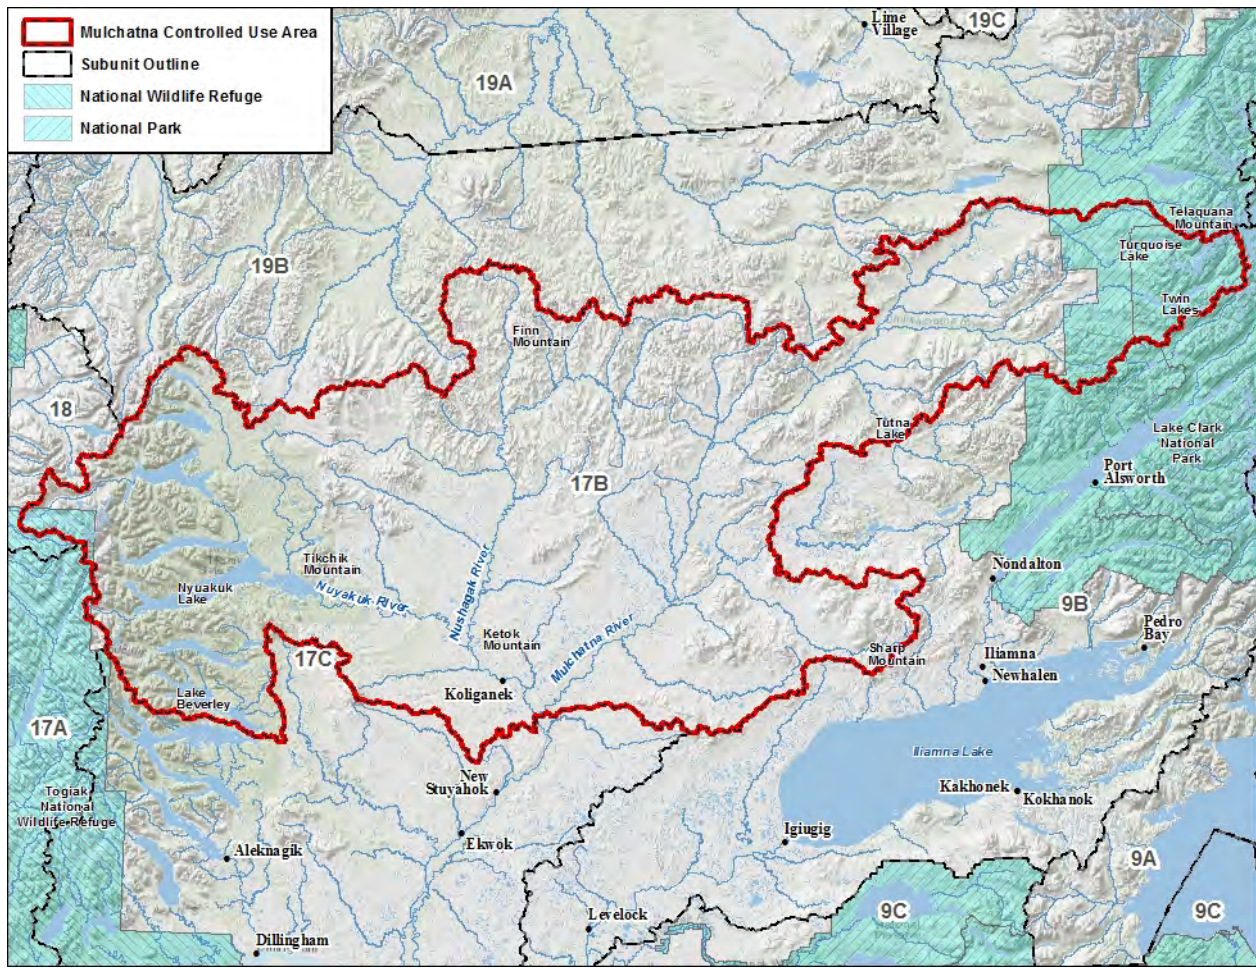 Mulchatna Controlled Use Area
Subunit Outline
National Wildlife Refuge
National Park
Lime
Village
19C
19A
19B
Telaquana
Mountain
Turquoise
Lake
Twin
Lakes
Finn
Mountain
18
Tutna
Lake
Lake Clark
National
Park
Port
Alsworth
17B
Tikchik
Mountain
Nyuakuk
Lake
Nuyakuk River
Nushagak River
Mulchatna River
Ketok
Mountain
Koliganek
Nondalton
9B
Pedro
Bay
Iliamna
Newhalen
Sharp
Mountain
17C
Lake
Beverley
17A
Iliamna Lake
New
Stuyahok
Kakhonek
Kokhanok
Togiak
National
Wildlife Refuge
Ekwok
Igiugig
Aleknagik
9A
Levelock
9C
9C
Dillingham